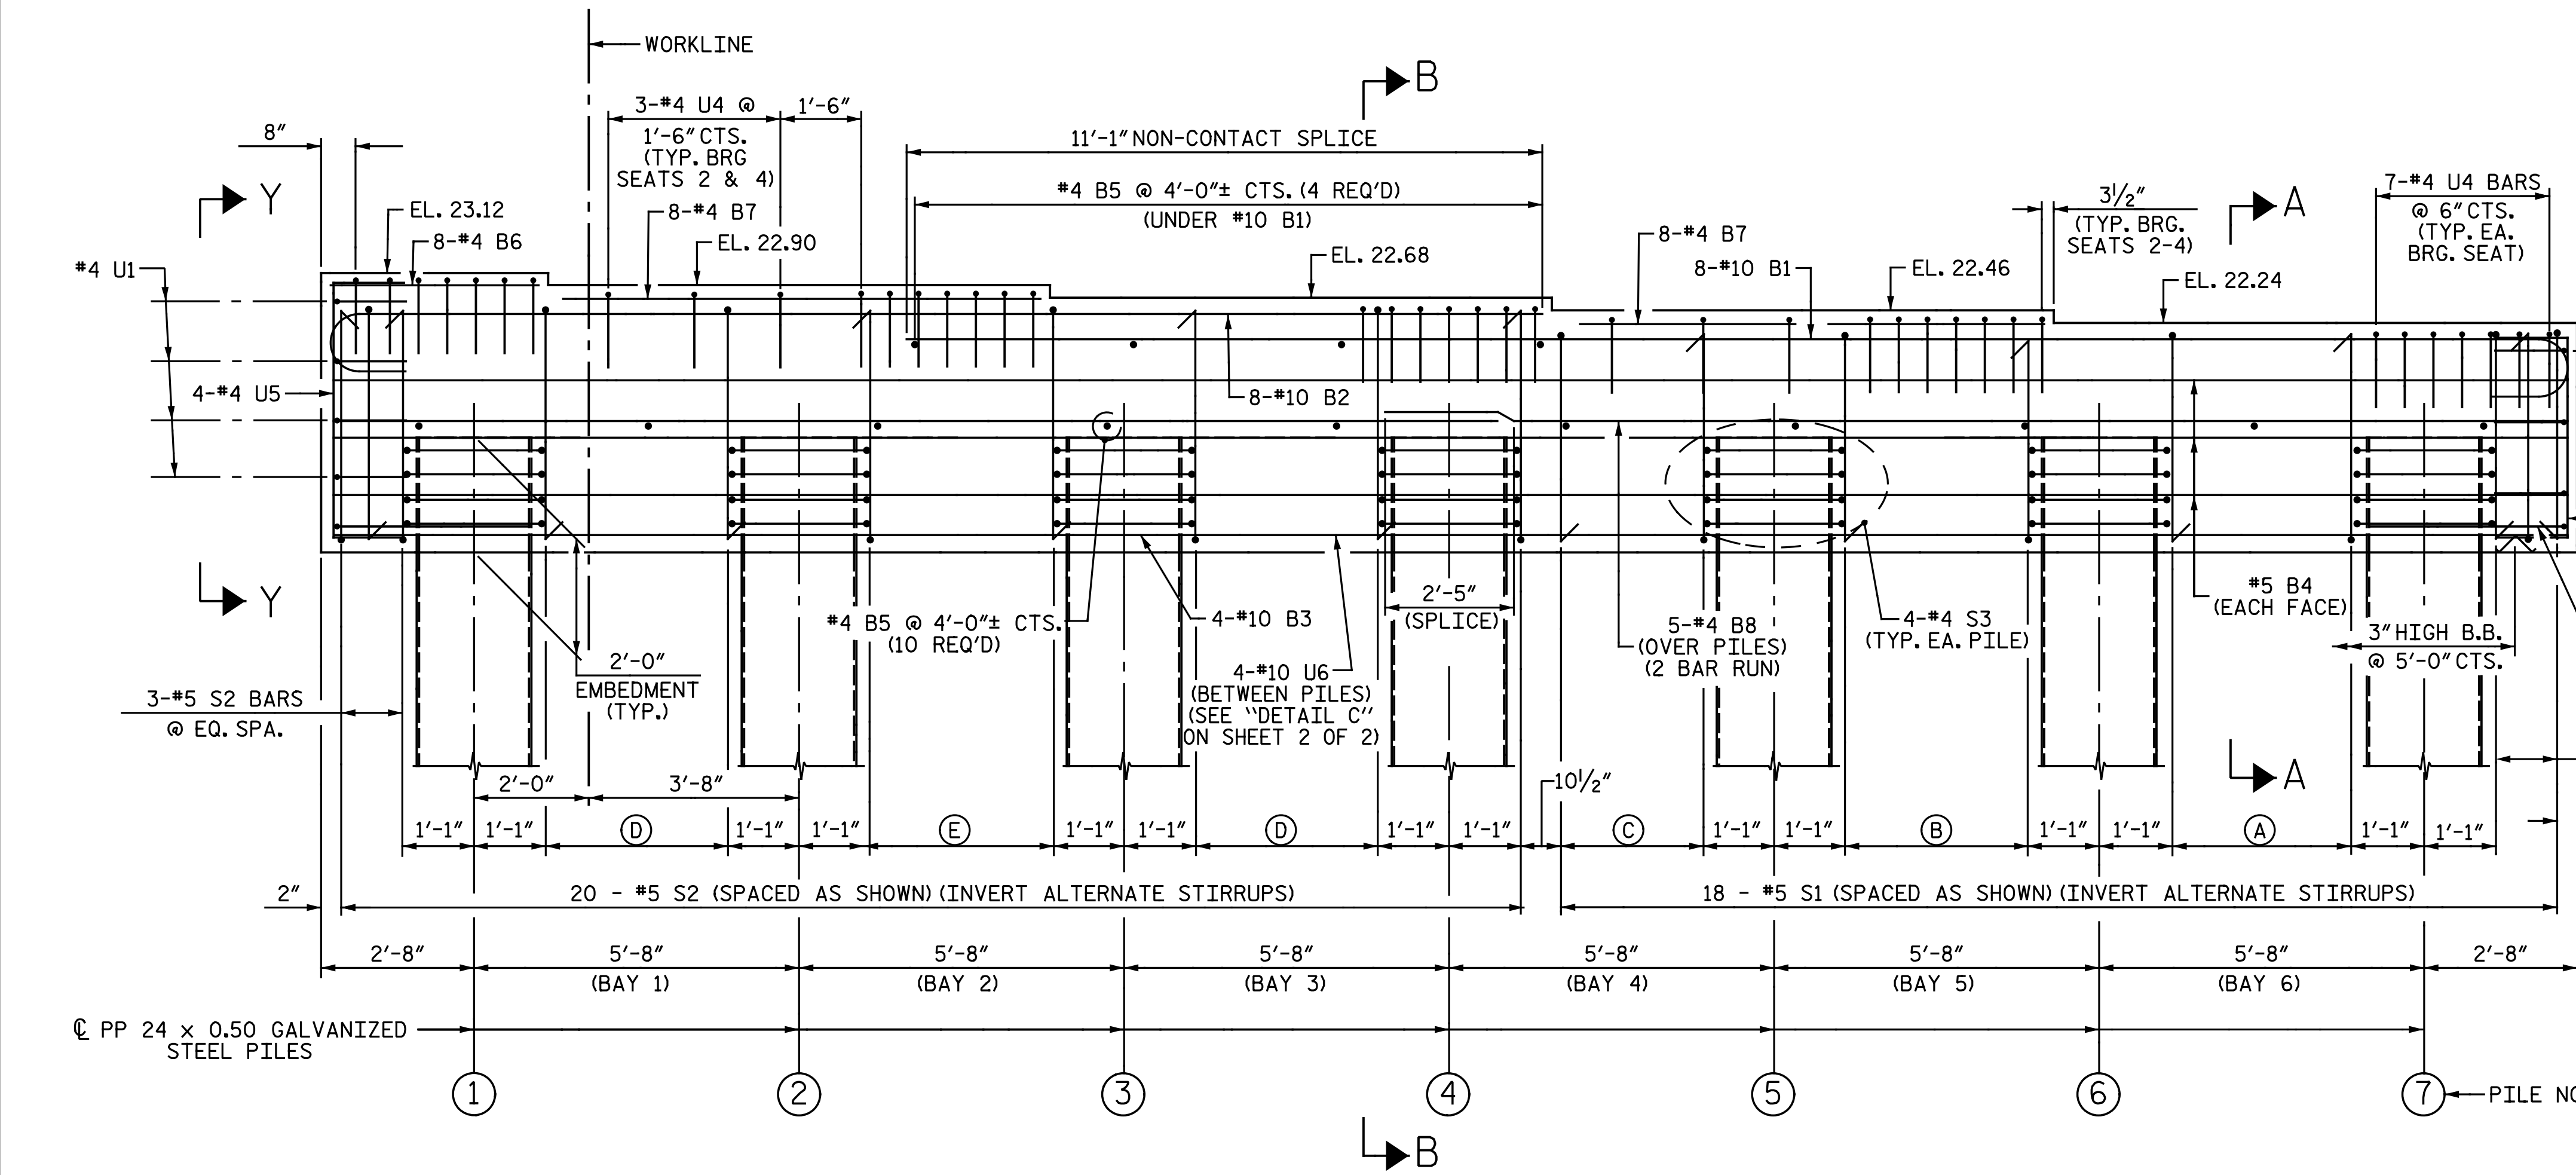 WORKLINE
B
3-#4 U4 @
1'-6" CTS.
(TYP. BRG
SEATS 2 & 4)
1'-6"
8"
11'-1" NON-CONTACT SPLICE
Y
#4 B5 @ 4'-0"± CTS. (4 REQ'D)
(UNDER #10 B1)
3½"
(TYP. BRG.
SEATS 2-4)
A
7-#4 U4 BARS
@ 6" CTS.
(TYP. EA.
BRG. SEAT)
EL. 23.12
8-#4 B7
8-#4 B6
EL. 22.90
8-#4 B7
EL. 22.68
8-#10 B1
EL. 22.46
EL. 22.24
#4 U1
4-#4 U5
8-#10 B2
Y
2'-5"
(SPLICE)
#5 B4
(EACH FACE)
#4 B5 @ 4'-0"± CTS.
(10 REQ'D)
4-#10 B3
5-#4 B8
(OVER PILES)
(2 BAR RUN)
4-#4 S3
(TYP. EA. PILE)
3" HIGH B.B.
@ 5'-0" CTS.
2'-0"
EMBEDMENT
(TYP.)
4-#10 U6
(BETWEEN PILES)
(SEE "DETAIL C"
ON SHEET 2 OF 2)
3-#5 S2 BARS
@ EQ. SPA.
2'-0"
3'-8"
10½"
A
1'-1" 1'-1" D 1'-1" 1'-1" E 1'-1" 1'-1" D 1'-1" 1'-1" C 1'-1" 1'-1" B 1'-1" 1'-1" A 1'-1" 1'-1"
2"
20 - #5 S2 (SPACED AS SHOWN) (INVERT ALTERNATE STIRRUPS)
18 - #5 S1 (SPACED AS SHOWN) (INVERT ALTERNATE STIRRUPS)
2'-8" 5'-8" 5'-8" 5'-8" 5'-8" 5'-8" 5'-8" 2'-8"
(BAY 1) (BAY 2) (BAY 3) (BAY 4) (BAY 5) (BAY 6)
℄ PP 24 x 0.50 GALVANIZED
STEEL PILES
1 2 3 4 5 6 7
PILE
B